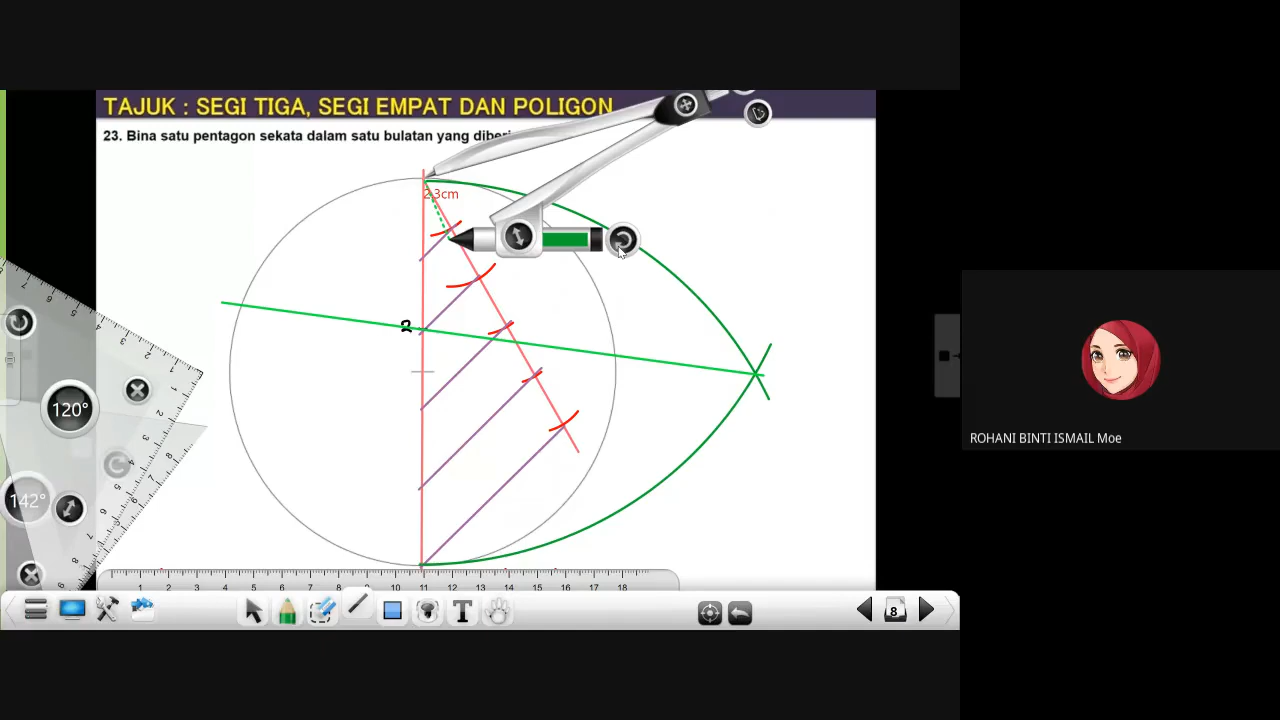 TAJUK : SEGI TIGA, SEGI EMPAT DAN POLIGON
23. Bina satu pentagon sekata dalam satu bulatan yang diberi
2.3cm
2
120°
142°
1 2 3 4 5 6 7 8 9 10 11 12 13 14 15 16 17 18
8
ROHANI BINTI ISMAIL Moe